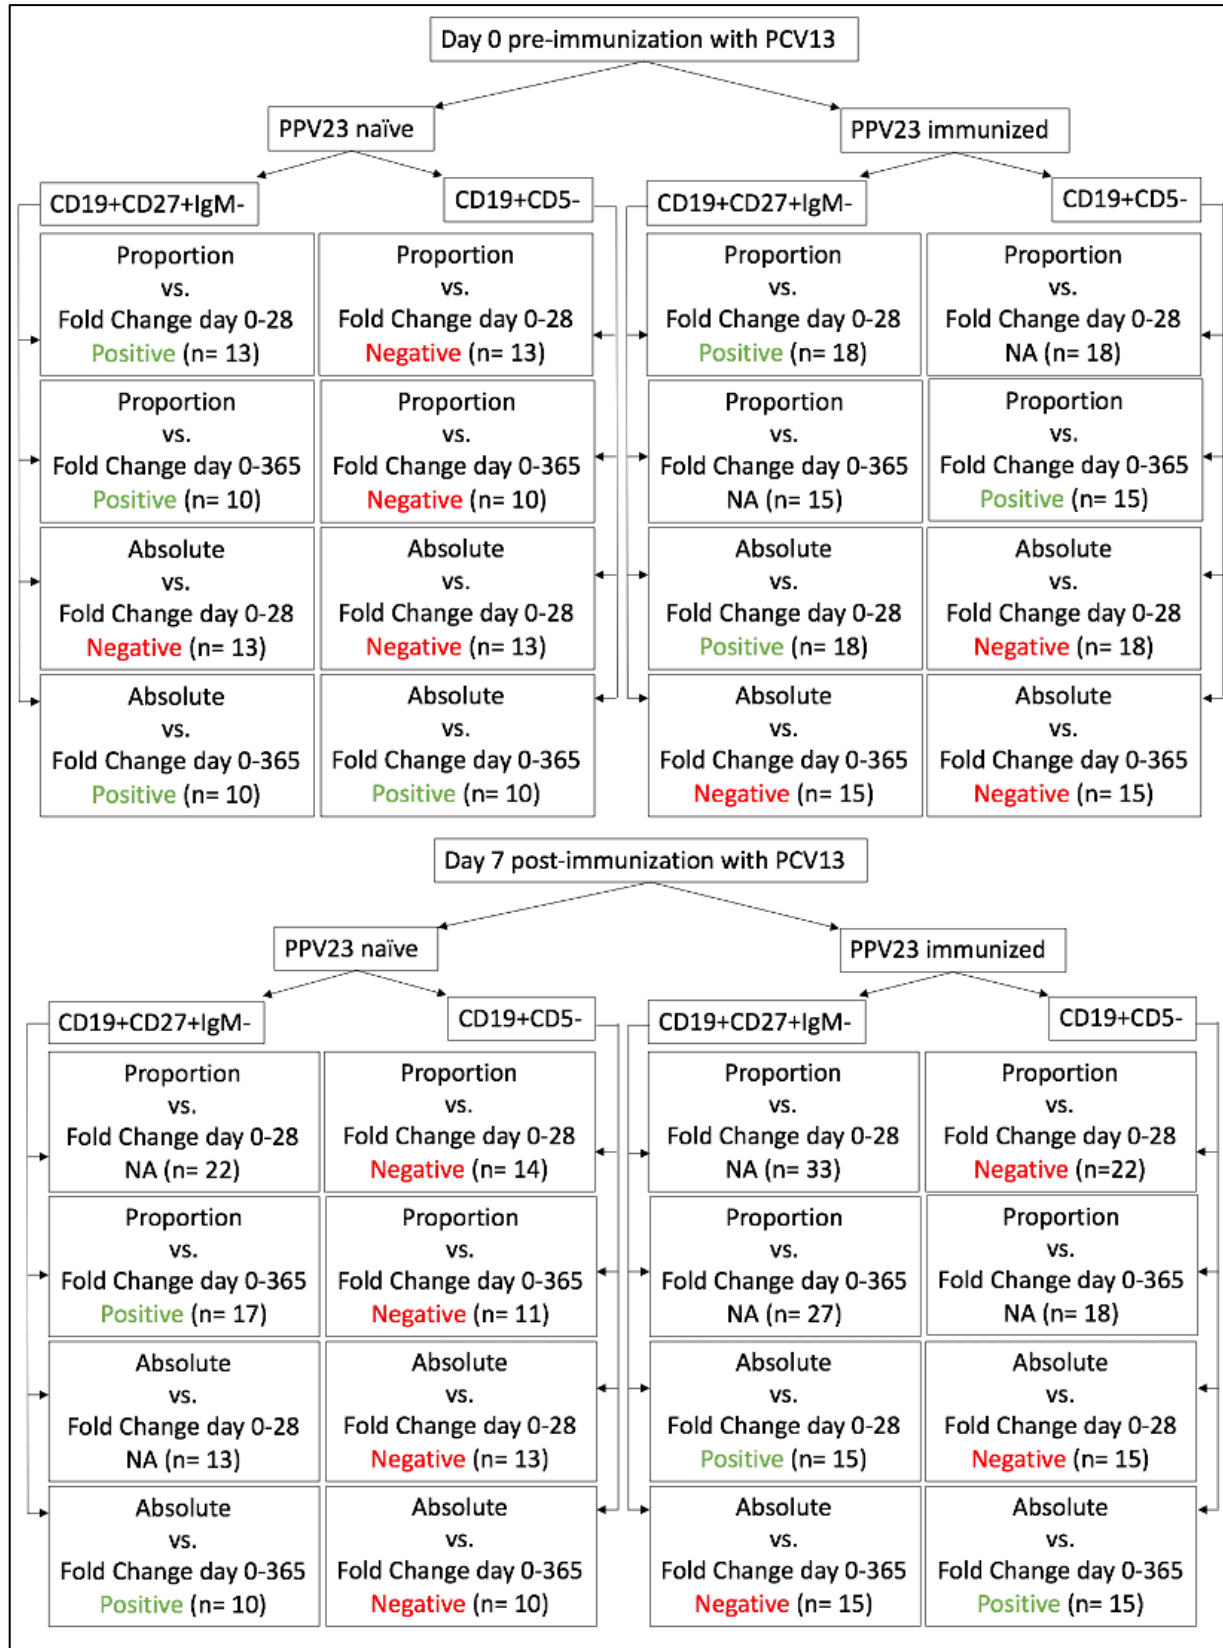 Day 0 pre-immunization with PCV13
PPV23 naïve
PPV23 immunized
CD19+CD27+IgM-
CD19+CD5-
CD19+CD27+IgM-
CD19+CD5-
Proportion
vs.
Fold Change day 0-28
Positive (n= 13)
Proportion
vs.
Fold Change day 0-28
Negative (n= 13)
Proportion
vs.
Fold Change day 0-28
Positive (n= 18)
Proportion
vs.
Fold Change day 0-28
NA (n= 18)
Proportion
vs.
Fold Change day 0-365
Positive (n= 10)
Proportion
vs.
Fold Change day 0-365
Negative (n= 10)
Proportion
vs.
Fold Change day 0-365
NA (n= 15)
Proportion
vs.
Fold Change day 0-365
Positive (n= 15)
Absolute
vs.
Fold Change day 0-28
Negative (n= 13)
Absolute
vs.
Fold Change day 0-28
Negative (n= 13)
Absolute
vs.
Fold Change day 0-28
Positive (n= 18)
Absolute
vs.
Fold Change day 0-28
Negative (n= 18)
Absolute
vs.
Fold Change day 0-365
Positive (n= 10)
Absolute
vs.
Fold Change day 0-365
Positive (n= 10)
Absolute
vs.
Fold Change day 0-365
Negative (n= 15)
Absolute
vs.
Fold Change day 0-365
Negative (n= 15)
Day 7 post-immunization with PCV13
PPV23 naïve
PPV23 immunized
CD19+CD27+IgM-
CD19+CD5-
CD19+CD27+IgM-
CD19+CD5-
Proportion
vs.
Fold Change day 0-28
NA (n= 22)
Proportion
vs.
Fold Change day 0-28
Negative (n= 14)
Proportion
vs.
Fold Change day 0-28
NA (n= 33)
Proportion
vs.
Fold Change day 0-28
Negative (n=22)
Proportion
vs.
Fold Change day 0-365
Positive (n= 17)
Proportion
vs.
Fold Change day 0-365
Negative (n= 11)
Proportion
vs.
Fold Change day 0-365
NA (n= 27)
Proportion
vs.
Fold Change day 0-365
NA (n= 18)
Absolute
vs.
Fold Change day 0-28
NA (n= 13)
Absolute
vs.
Fold Change day 0-28
Negative (n= 13)
Absolute
vs.
Fold Change day 0-28
Positive (n= 15)
Absolute
vs.
Fold Change day 0-28
Negative (n= 15)
Absolute
vs.
Fold Change day 0-365
Positive (n= 10)
Absolute
vs.
Fold Change day 0-365
Negative (n= 10)
Absolute
vs.
Fold Change day 0-365
Negative (n= 15)
Absolute
vs.
Fold Change day 0-365
Positive (n= 15)